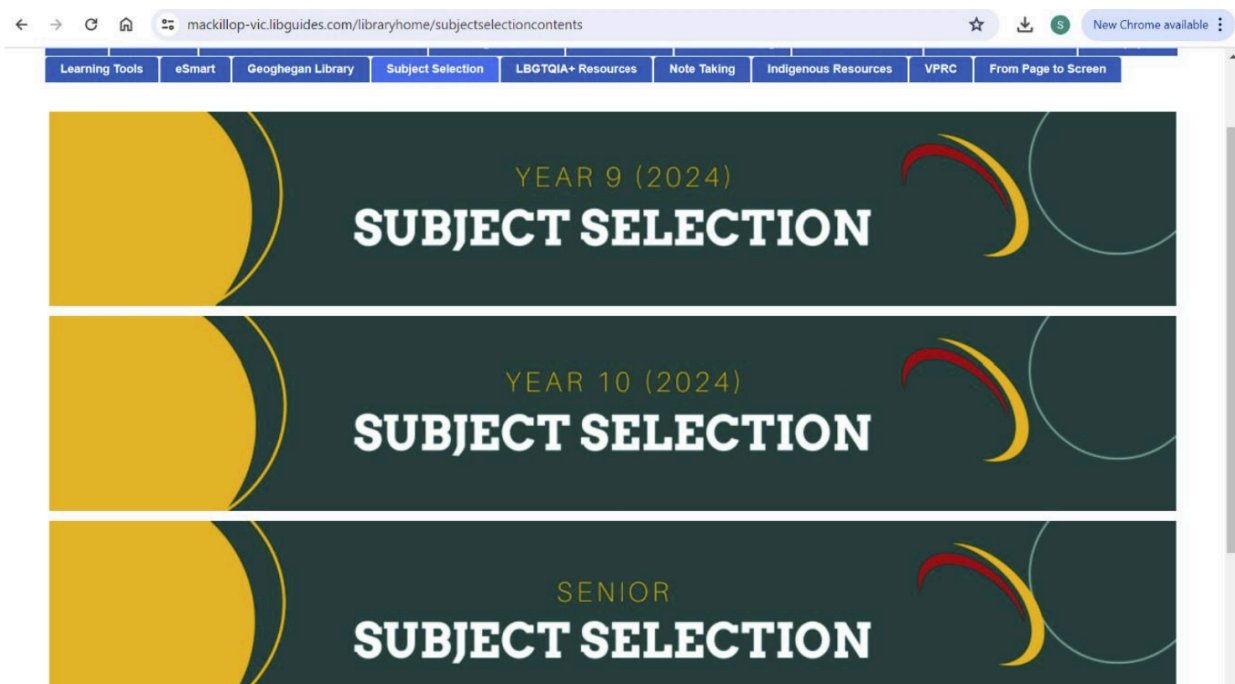 mackillop-vic.libguides.com/libraryhome/subjectselectioncontents
S
New Chrome available
Learning Tools
eSmart
Geoghegan Library
Subject Selection
LBGTQIA+ Resources
Note Taking
Indigenous Resources
VPRC
From Page to Screen
YEAR 9 (2024)
SUBJECT SELECTION
YEAR 10 (2024)
SUBJECT SELECTION
SENIOR
SUBJECT SELECTION